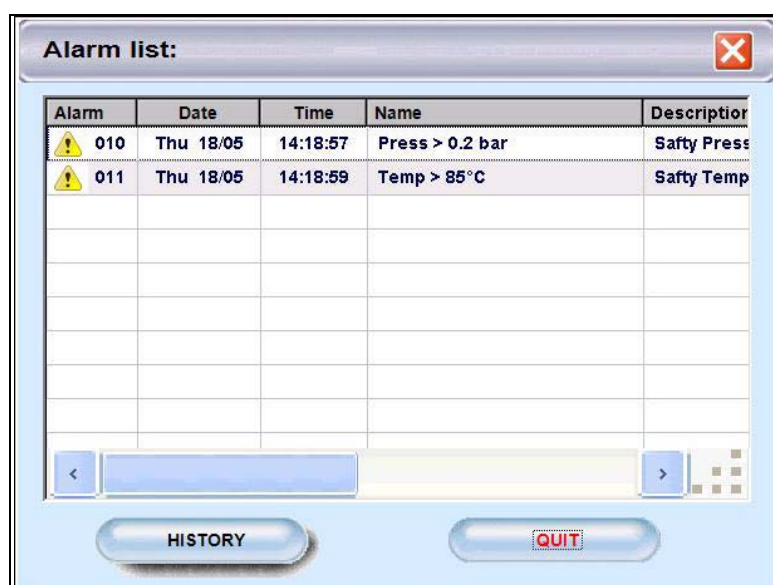 Alarm list:
Alarm Date Time Name Description
010 Thu 18/05 14:18:57 Press > 0.2 bar Safty Press
011 Thu 18/05 14:18:59 Temp > 85°C Safty Temp
HISTORY QUIT